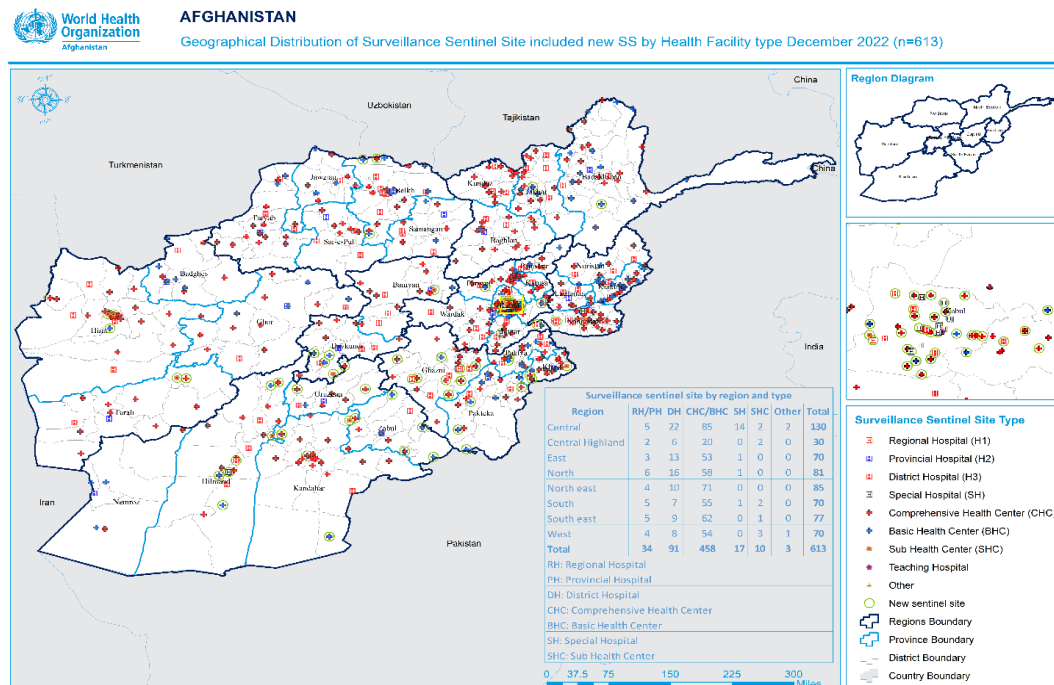 World Health
Organization
Afghanistan
AFGHANISTAN
Geographical Distribution of Surveillance Sentinel Site included new SS by Health Facility type December 2022 (n=613)
China
Uzbekistan
Tajikistan
Turkmenistan
China
India
Iran
Pakistan
Jawzjan
Balkh
Kunduz
Badakhshan
Faryab
Sar-e-Pul
Samangan
Baghlan
Badghis
Bamyan
Nuristan
Kapisa
Wardak
Hirat
Ghor
Ghazni
Paktya
Uruzgan
Paktika
Farah
Zabul
Hilmand
Kandahar
Nimroz
Surveillance sentinel site by region and type
Region RH/PH DH CHC/BHC SH SHC Other Total
Central 5 22 85 14 2 2 130
Central Highland 2 6 20 0 2 0 30
East 3 13 53 1 0 0 70
North 6 16 58 1 0 0 81
North east 4 10 71 0 0 0 85
South 5 7 55 1 2 0 70
South east 5 9 62 0 1 0 77
West 4 8 54 0 3 1 70
Total 34 91 458 17 10 3 613
RH: Regional Hospital
PH: Provincial Hospital
DH: District Hospital
CHC: Comprehensive Health Center
BHC: Basic Health Center
SH: Special Hospital
SHC: Sub Health Center
0 37.5 75 150 225 300
Miles
Region Diagram
Kabul
Surveillance Sentinel Site Type
Regional Hospital (H1)
Provincial Hospital (H2)
District Hospital (H3)
Special Hospital (SH)
Comprehensive Health Center (CHC
Basic Health Center (BHC)
Sub Health Center (SHC)
Teaching Hospital
Other
New sentinel site
Regions Boundary
Province Boundary
District Boundary
Country Boundary